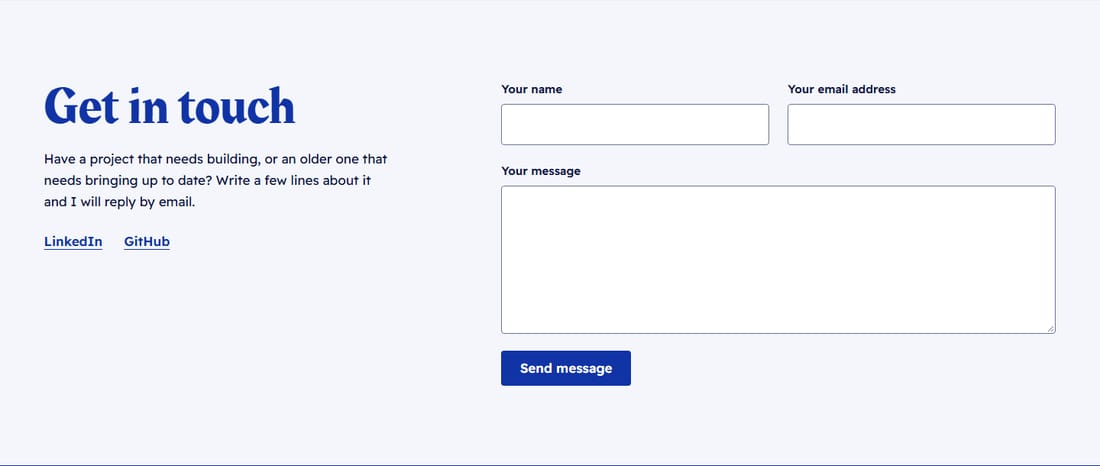 Get in touch
Have a project that needs building, or an older one that
needs bringing up to date? Write a few lines about it
and I will reply by email.
LinkedIn GitHub
Your name
Your email address
Your message
Send message